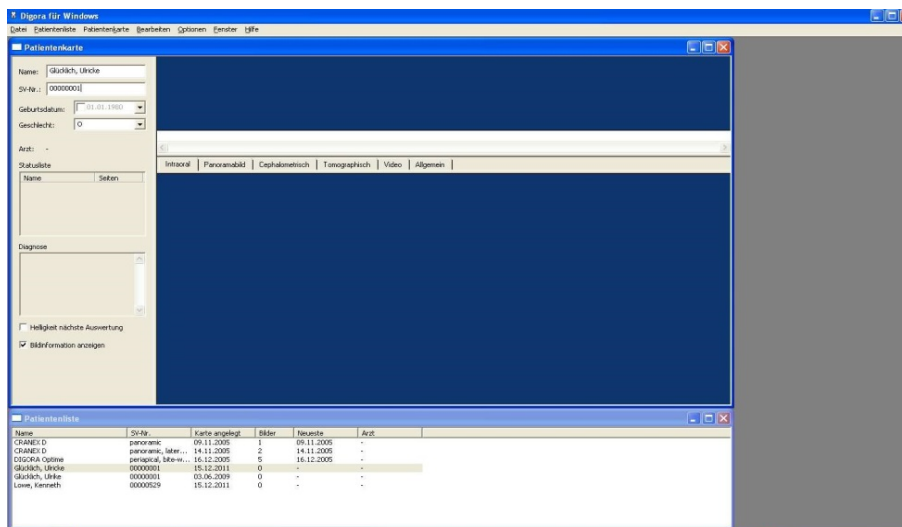 Digora für Windows
Datei Patientenliste Patientenkarte Bearbeiten Optionen Fenster Hilfe
Patientenkarte
Name: Glücklich, Ulricke
SV-Nr.: 00000001
Geburtsdatum: 01.01.1980
Geschlecht: O
Arzt: -
Statusliste
Name Seiten
Diagnose
Helligkeit nächste Auswertung
Bildinformation anzeigen
Intraoral Panoramabild Cephalometrisch Tomographisch Video Allgemein
Patientenliste
Name SV-Nr. Karte angelegt Bilder Neueste Arzt
CRANEX D panoramic 09.11.2005 1 09.11.2005 -
CRANEX D panoramic, later... 14.11.2005 2 14.11.2005 -
DIGORA Optime periapical, bite-w... 16.12.2005 5 16.12.2005 -
Glücklich, Ulricke 00000001 15.12.2011 0 - -
Glücklich, Ulrike 00000001 03.06.2009 0 - -
Lowe, Kenneth 00000529 15.12.2011 0 - -